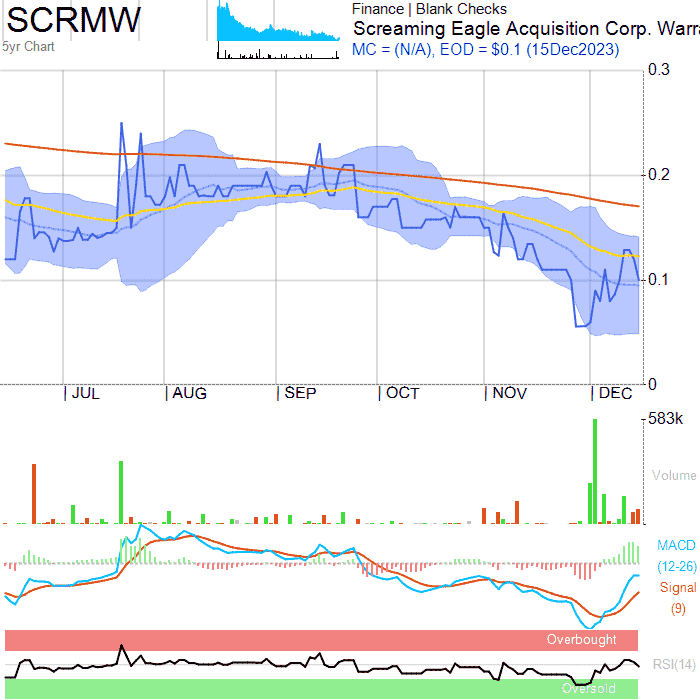 SCRMW
5yr Chart
Finance | Blank Checks
Screaming Eagle Acquisition Corp. Warra
MC = (N/A), EOD = $0.1 (15Dec2023)
0.3
0.2
0.1
0
JUL
AUG
SEP
OCT
NOV
DEC
583k
Volume
MACD
(12-26)
Signal
(9)
Overbought
RSI(14)
Oversold